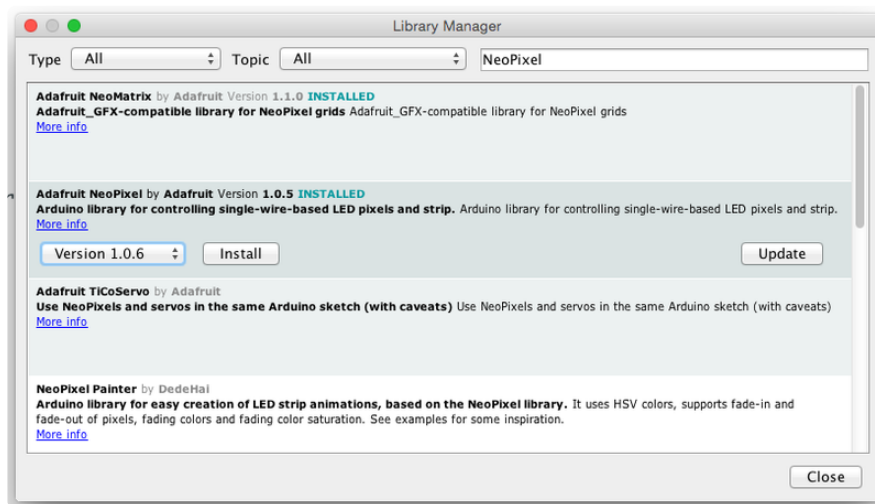 Library Manager
Type All Topic All NeoPixel
Adafruit NeoMatrix by Adafruit Version 1.1.0 INSTALLED
Adafruit_GFX-compatible library for NeoPixel grids Adafruit_GFX-compatible library for NeoPixel grids
More info
Adafruit NeoPixel by Adafruit Version 1.0.5 INSTALLED
Arduino library for controlling single-wire-based LED pixels and strip. Arduino library for controlling single-wire-based LED pixels and strip.
More info
Version 1.0.6 Install Update
Adafruit TiCoServo by Adafruit
Use NeoPixels and servos in the same Arduino sketch (with caveats) Use NeoPixels and servos in the same Arduino sketch (with caveats)
More info
NeoPixel Painter by DedeHai
Arduino library for easy creation of LED strip animations, based on the NeoPixel library. It uses HSV colors, supports fade-in and
fade-out of pixels, fading colors and fading color saturation. See examples for some inspiration.
More info
Close